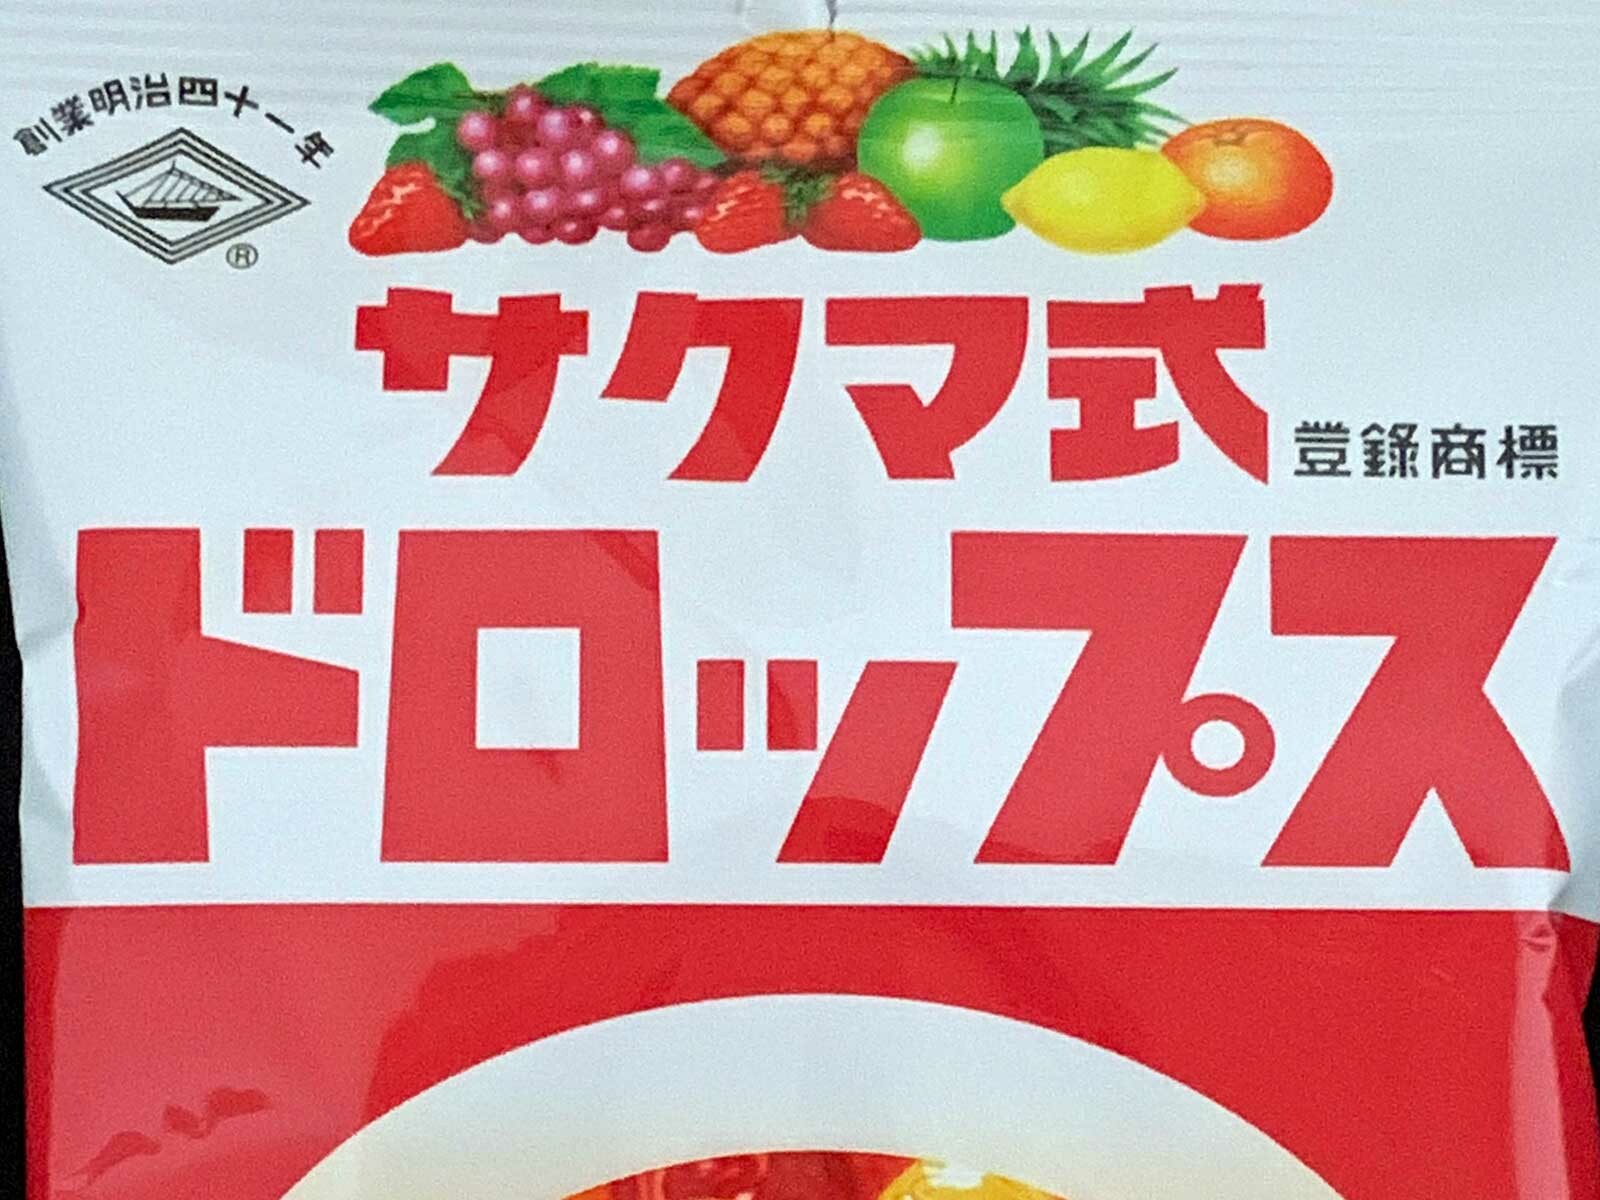 創業明治四十一年
®
サクマ式
登錄商標
ドロップス